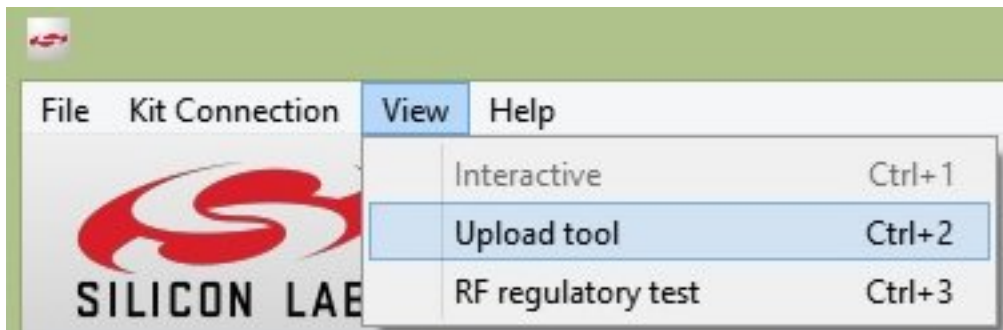 File Kit Connection View Help
Interactive Ctrl+1
Upload tool Ctrl+2
RF regulatory test Ctrl+3
SILICON LAB